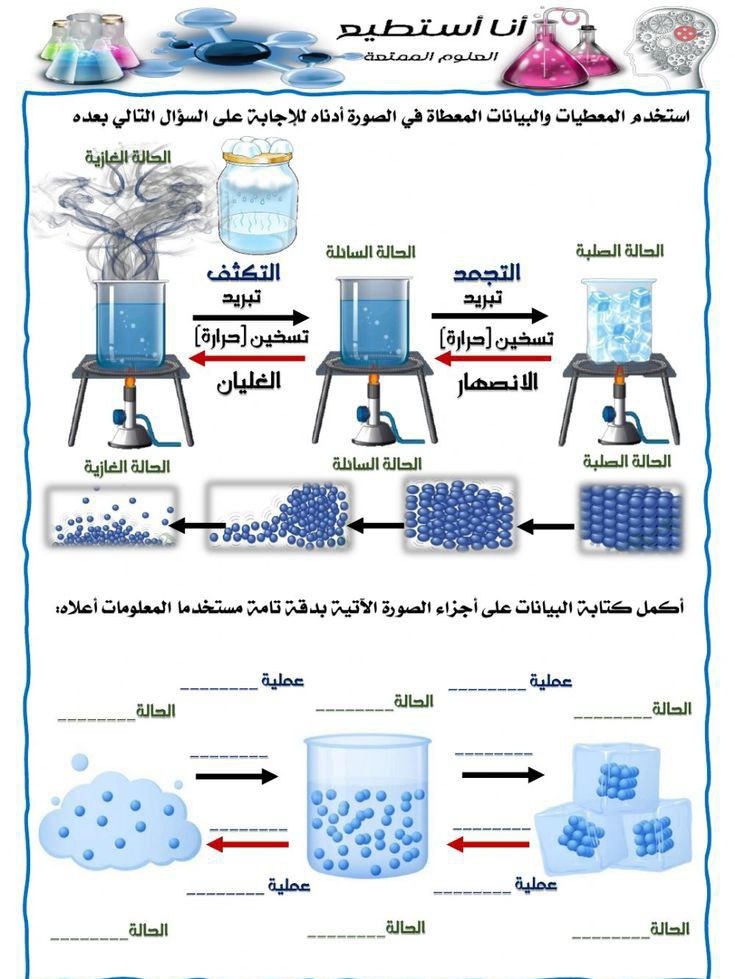 أنا أستطيع
العلوم الممتعة
استخدم المعطيات والبيانات المعطاة في الصورة أدناه للإجابة على السؤال التالي بعده
الحالة الغازية
الحالة الصلبة
الحالة السائلة
التجمد
التكثف
تبريد
تبريد
تسخين [حرارة]
تسخين [حرارة]
الانصهار
الغليان
الحالة الصلبة
الحالة السائلة
الحالة الغازية
أكمل كتابة البيانات على أجزاء الصورة الآتية بدقة تامة مستخدما المعلومات أعلاه:
عملية ________
عملية ________
الحالة________
الحالة________
الحالة________
________
________
________
________
عملية ________
عملية ________
الحالة________
الحالة________
الحالة________